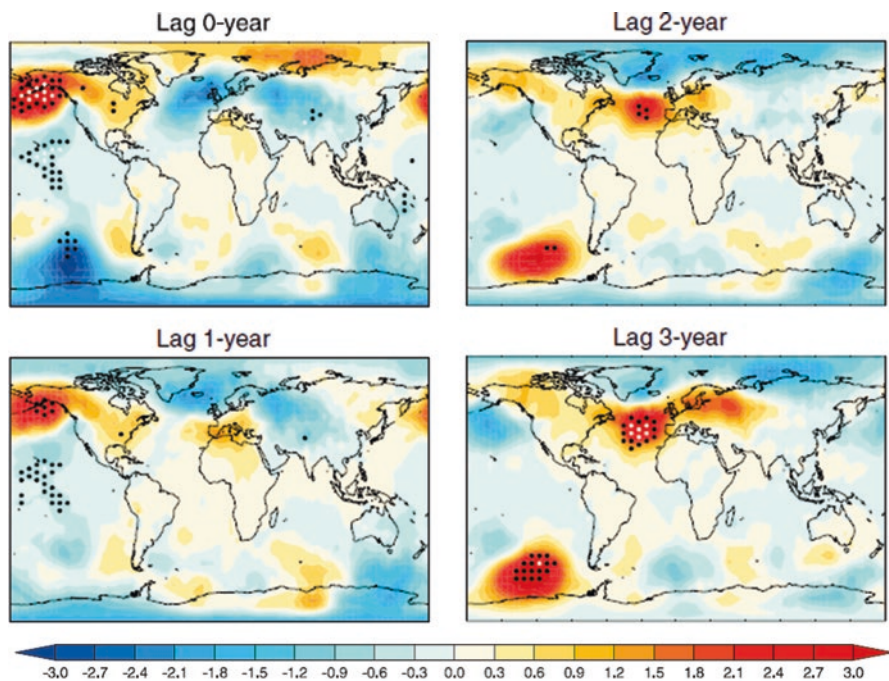 Lag 0-year
Lag 2-year
Lag 1-year
Lag 3-year
-3.0 -2.7 -2.4 -2.1 -1.8 -1.5 -1.2 -0.9 -0.6 -0.3 0.0 0.3 0.6 0.9 1.2 1.5 1.8 2.1 2.4 2.7 3.0